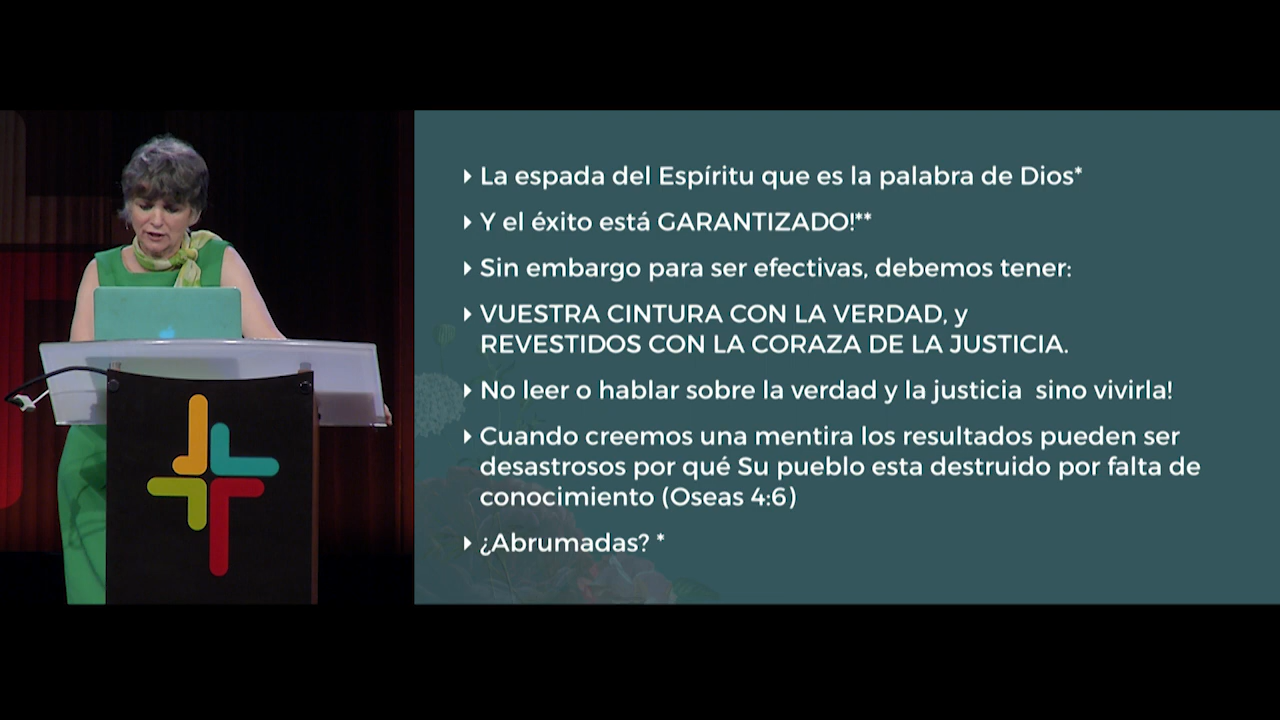 La espada del Espíritu que es la palabra de Dios*
Y el éxito está GARANTIZADO!**
Sin embargo para ser efectivas, debemos tener:
VUESTRA CINTURA CON LA VERDAD, y
REVESTIDOS CON LA CORAZA DE LA JUSTICIA.
No leer o hablar sobre la verdad y la justicia  sino vivirla!
Cuando creemos una mentira los resultados pueden ser
desastrosos por qué Su pueblo esta destruido por falta de
conocimiento (Oseas 4:6)
¿Abrumadas? *